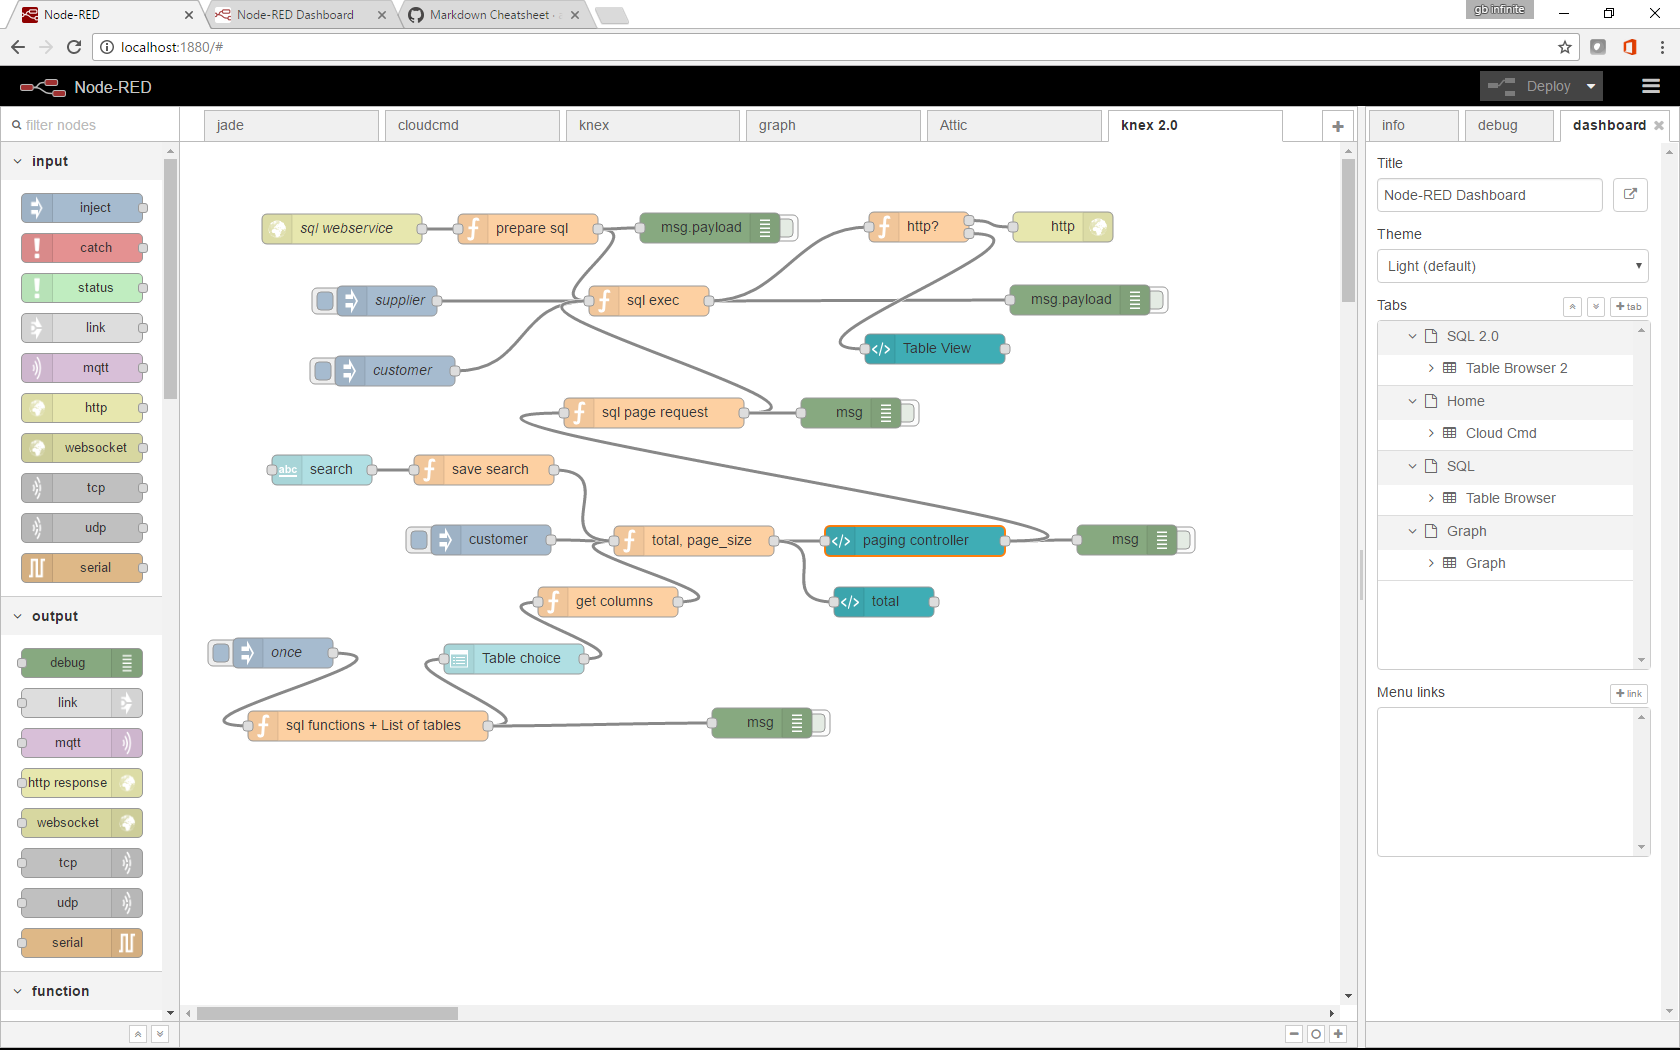 Node-RED
Node-RED Dashboard
Markdown Cheatsheet ·
gb infinite
localhost:1880/#
Node-RED
Deploy
filter nodes
jade
cloudcmd
knex
graph
Attic
knex 2.0
info
debug
dashboard
input
inject
catch
status
link
mqtt
http
websocket
tcp
udp
serial
output
debug
link
mqtt
http response
websocket
tcp
udp
serial
function
sql webservice
prepare sql
msg.payload
http?
http
supplier
sql exec
msg.payload
Table View
customer
sql page request
msg
abc
search
save search
customer
total, page_size
paging controller
msg
get columns
total
once
Table choice
sql functions + List of tables
msg
Title
Node-RED Dashboard
Theme
Light (default)
Tabs
tab
SQL 2.0
Table Browser 2
Home
Cloud Cmd
SQL
Table Browser
Graph
Graph
Menu links
link